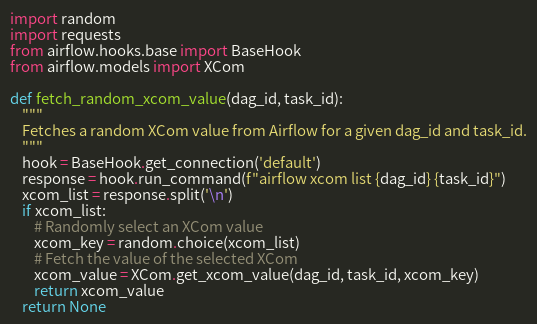 import random
import requests
from airflow.hooks.base import BaseHook
from airflow.models import XCom

def fetch_random_xcom_value(dag_id, task_id):
    """
    Fetches a random XCom value from Airflow for a given dag_id and task_id.
    """
    hook = BaseHook.get_connection('default')
    response = hook.run_command(f"airflow xcom list {dag_id} {task_id}")
    xcom_list = response.split('\n')
    if xcom_list:
        # Randomly select an XCom value
        xcom_key = random.choice(xcom_list)
        # Fetch the value of the selected XCom
        xcom_value = XCom.get_xcom_value(dag_id, task_id, xcom_key)
        return xcom_value
    return None